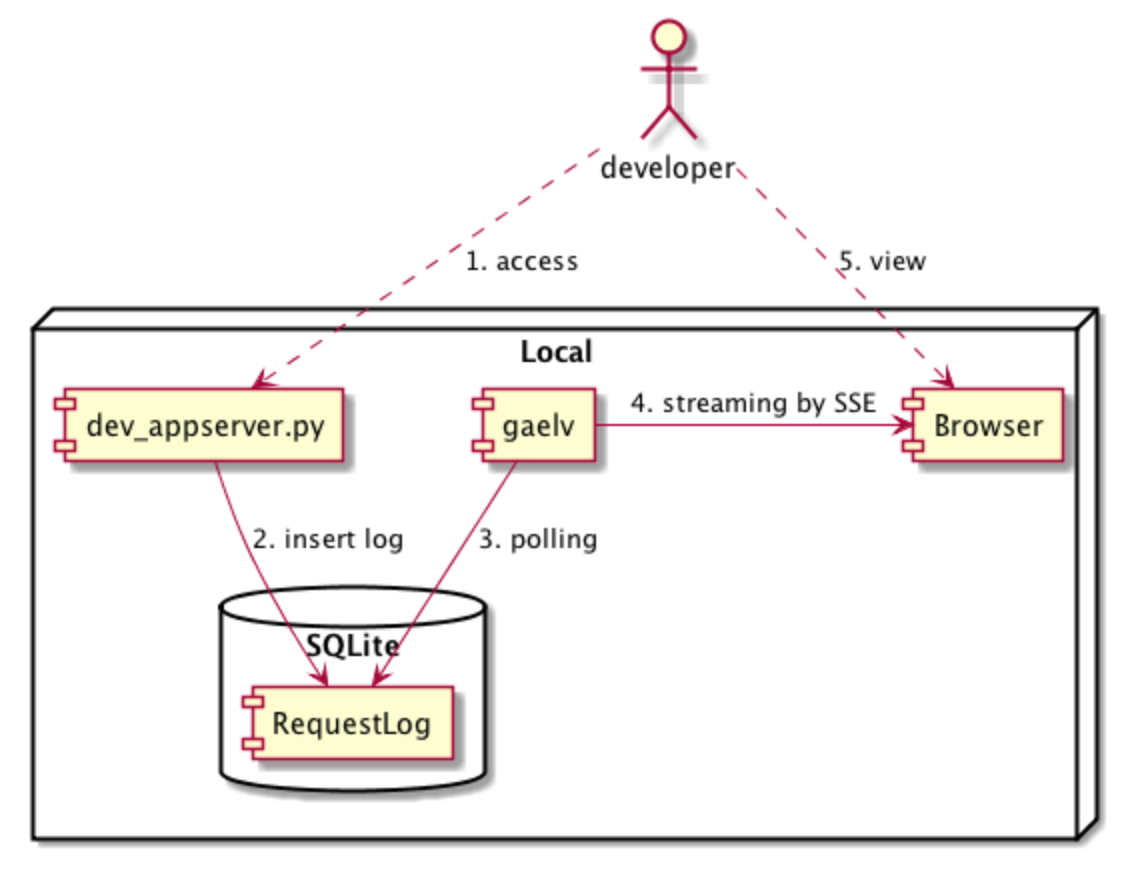 developer
1. access
5. view
Local
dev_appserver.py
gaelv
4. streaming by SSE
Browser
2. insert log
3. polling
SQLite
RequestLog